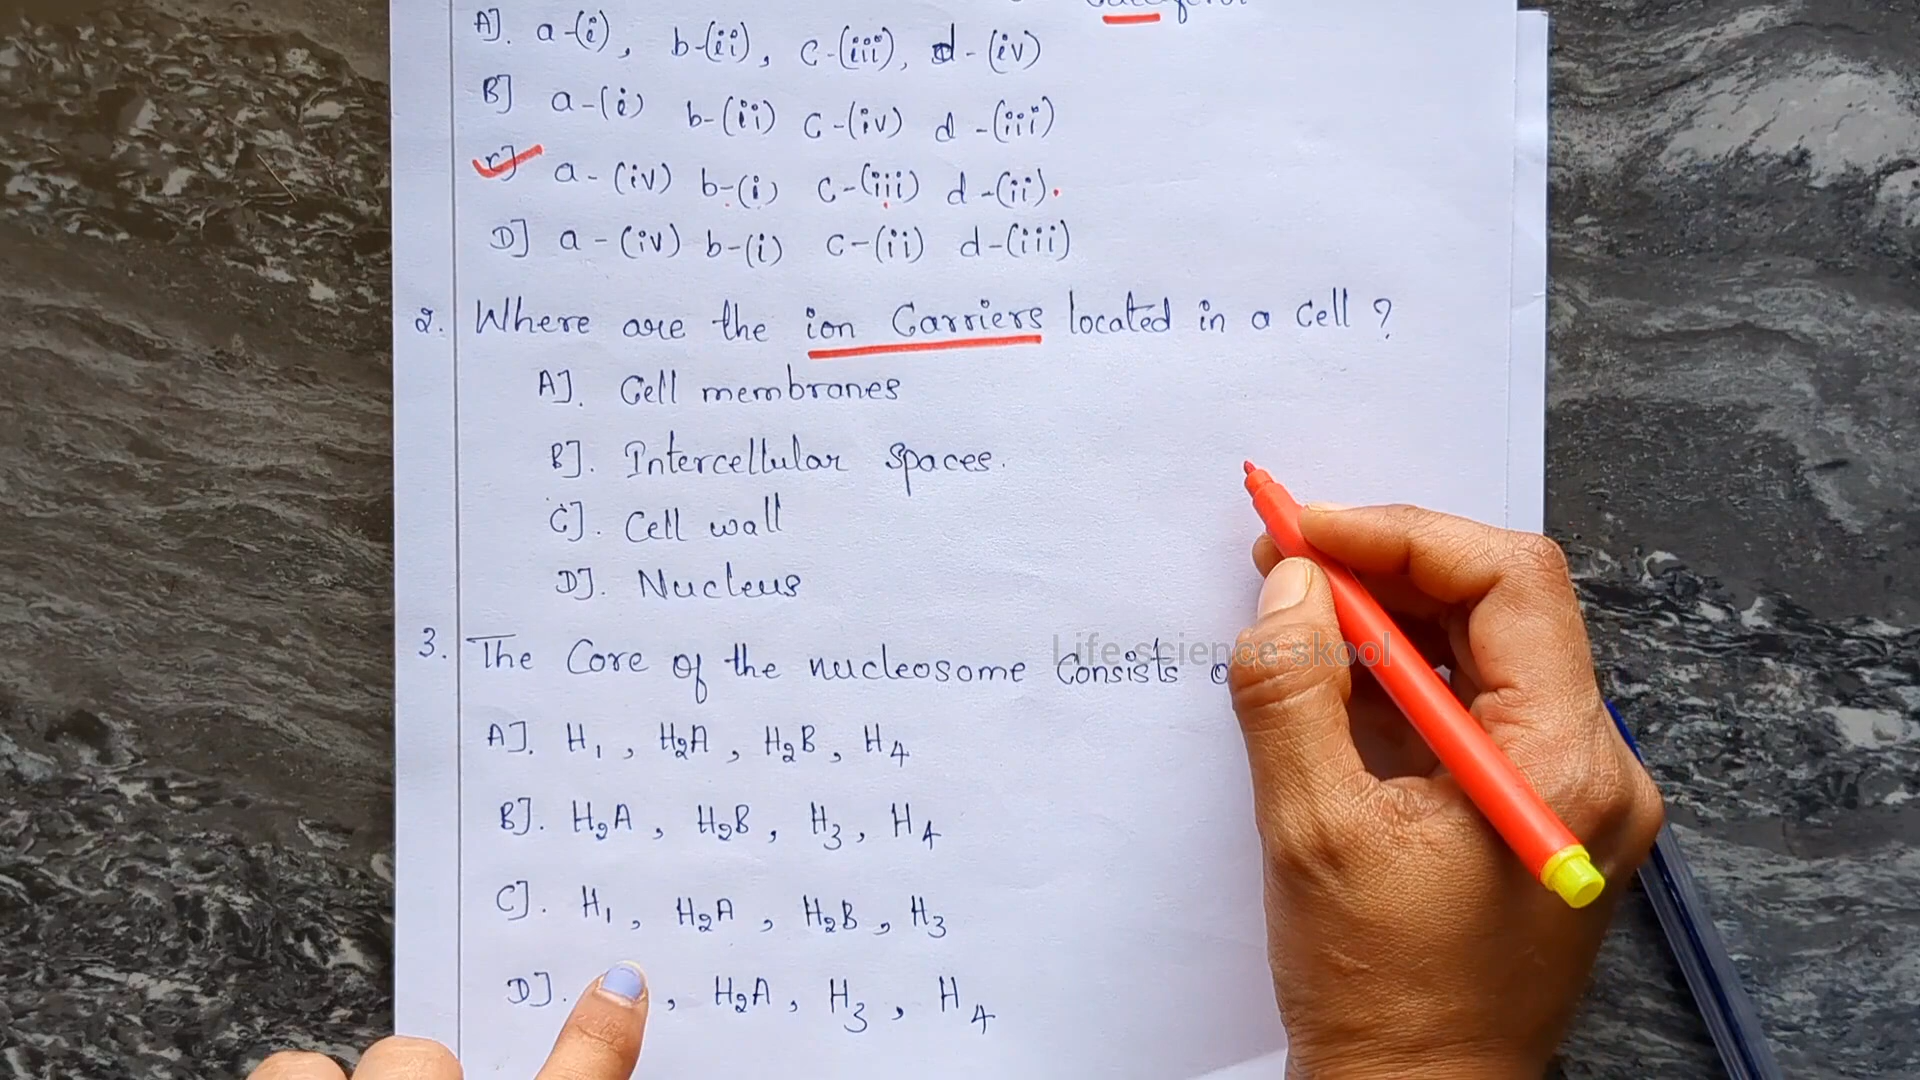 A]. a-(i), b-(ii), c-(iii), d-(iv)
B] a-(i) b-(ii) c-(iv) d-(iii)
C] a-(iv) b-(i) c-(iii) d-(ii).
D] a-(iv) b-(i) c-(ii) d-(iii)
2. Where are the ion Carriers located in a cell ?
A]. Cell membranes
B]. Intercellular spaces.
C]. Cell wall
D]. Nucleus
3. The Core of the nucleosome Consists
Life science skool
A]. H1, H2A, H2B, H4
B]. H2A, H2B, H3, H4
C]. H1, H2A, H2B, H3
D]. , H2A, H3, H4